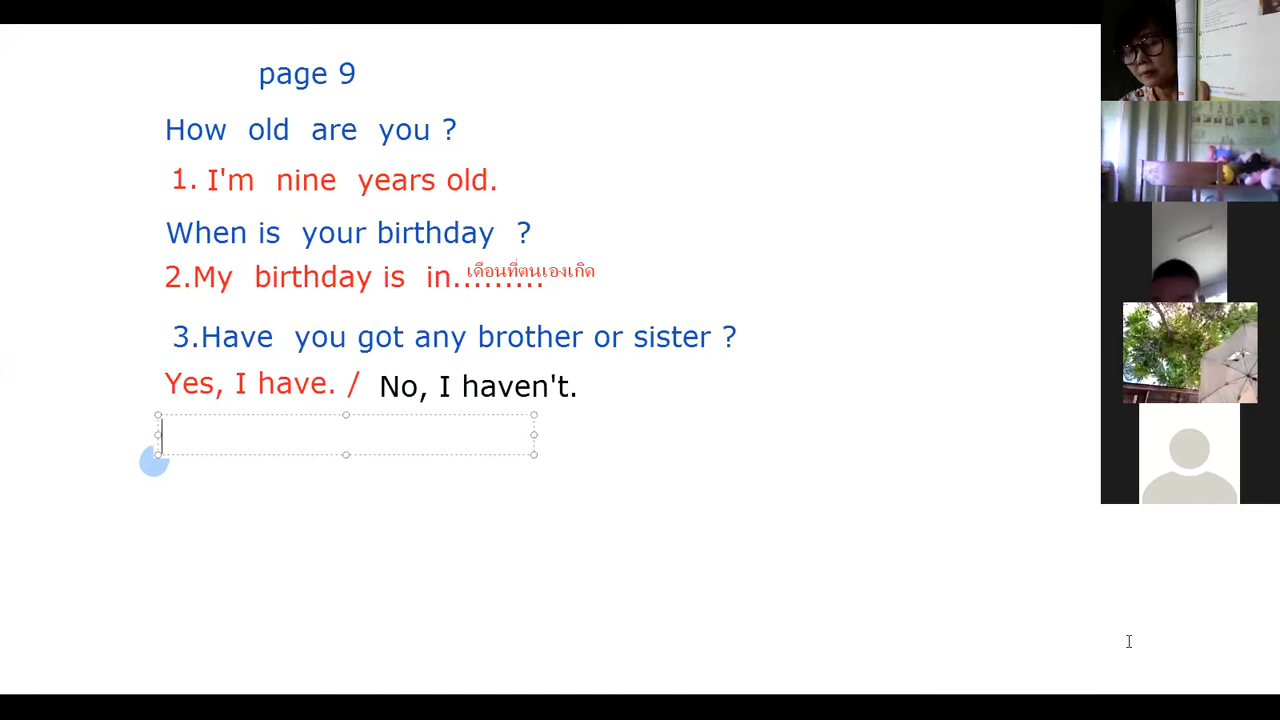 page 9
How old are you ?
1. I'm nine years old.
When is your birthday ?
2.My birthday is in......... เดือนที่ตนเองเกิด
3.Have you got any brother or sister ?
Yes, I have. / No, I haven't.